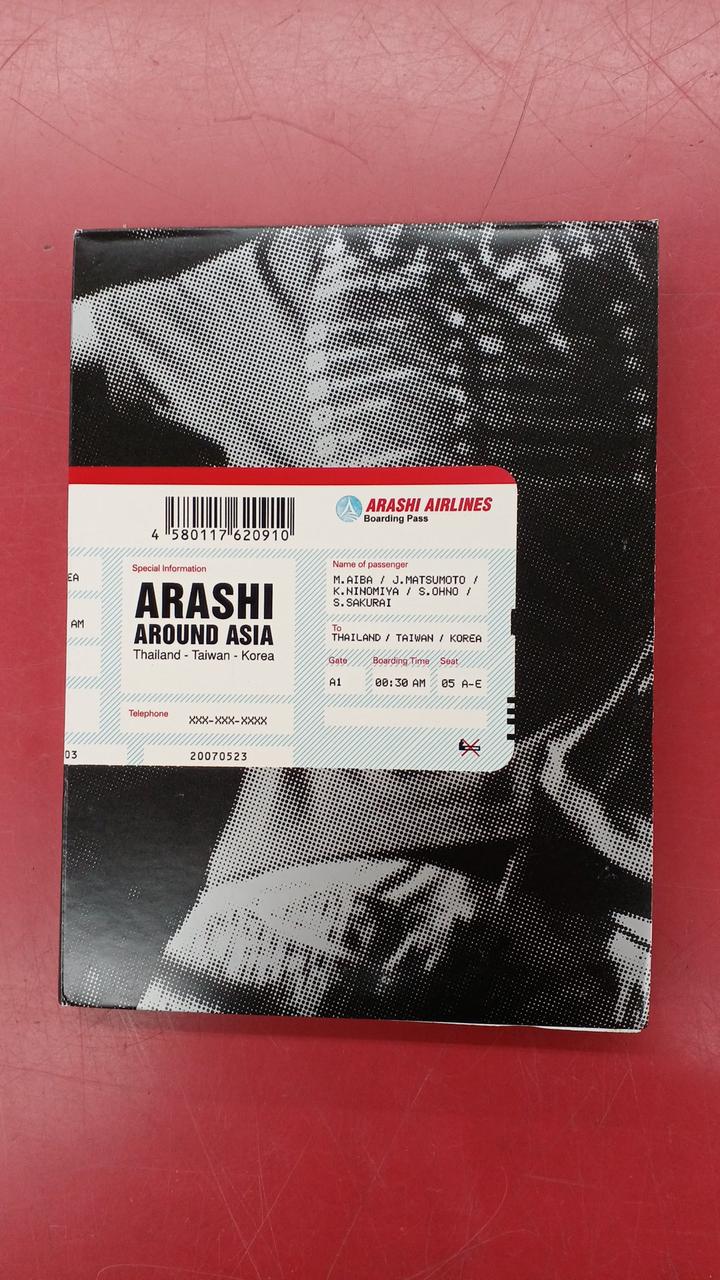 4 580117 620910
ARASHI AIRLINES
Boarding Pass
EA
AM
03
Special Information
ARASHI
AROUND ASIA
Thailand - Taiwan - Korea
Telephone
XXX-XXX-XXXX
20070523
Name of passenger
M.AIBA / J.MATSUMOTO /
K.NINOMIYA / S.OHNO /
S.SAKURAI
To
THAILAND / TAIWAN / KOREA
Gate Boarding Time Seat
A1 00:30 AM 05 A-E